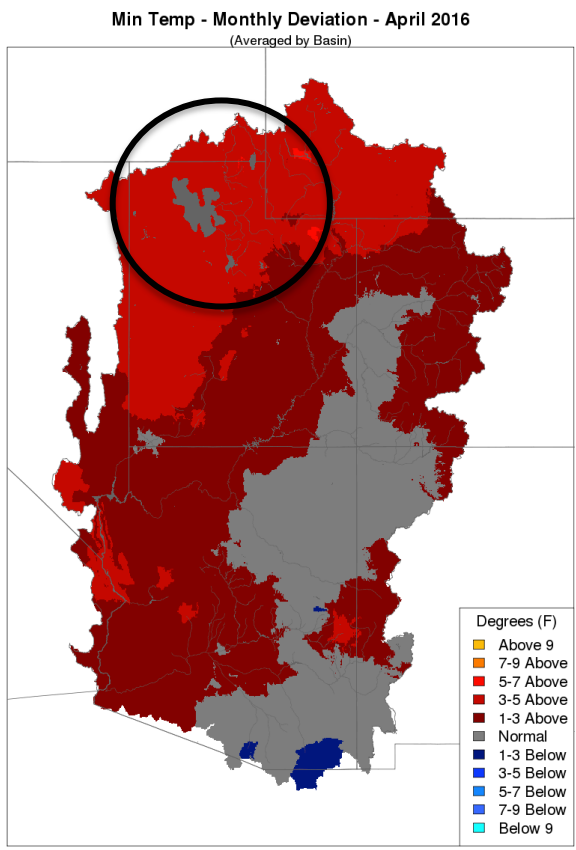 Min Temp - Monthly Deviation - April 2016
(Averaged by Basin)
Degrees (F)
Above 9
7-9 Above
5-7 Above
3-5 Above
1-3 Above
Normal
1-3 Below
3-5 Below
5-7 Below
7-9 Below
Below 9